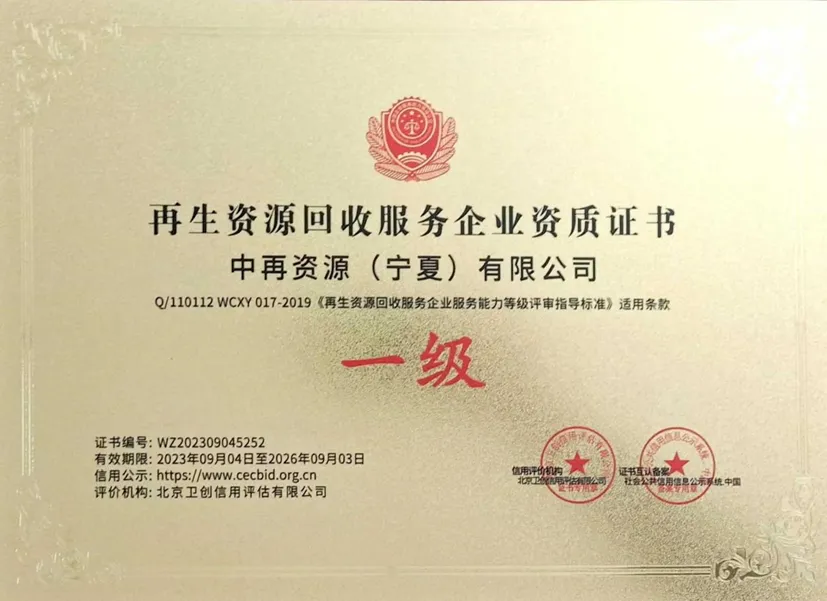 再生资源回收服务企业资质证书
中再资源（宁夏）有限公司
Q/110112 WCXY 017-2019《再生资源回收服务企业服务能力等级评审指导标准》适用条款
一级
证书编号: WZ202309045252
有效期限: 2023年09月04日至2026年09月03日
信用公示: https://www.cecbid.org.cn
评价机构: 北京卫创信用评估有限公司
信用评价机构
北京卫创信用评估有限公司
证书专用章
证书互认备案
社会公共信用信息公示系统.中国